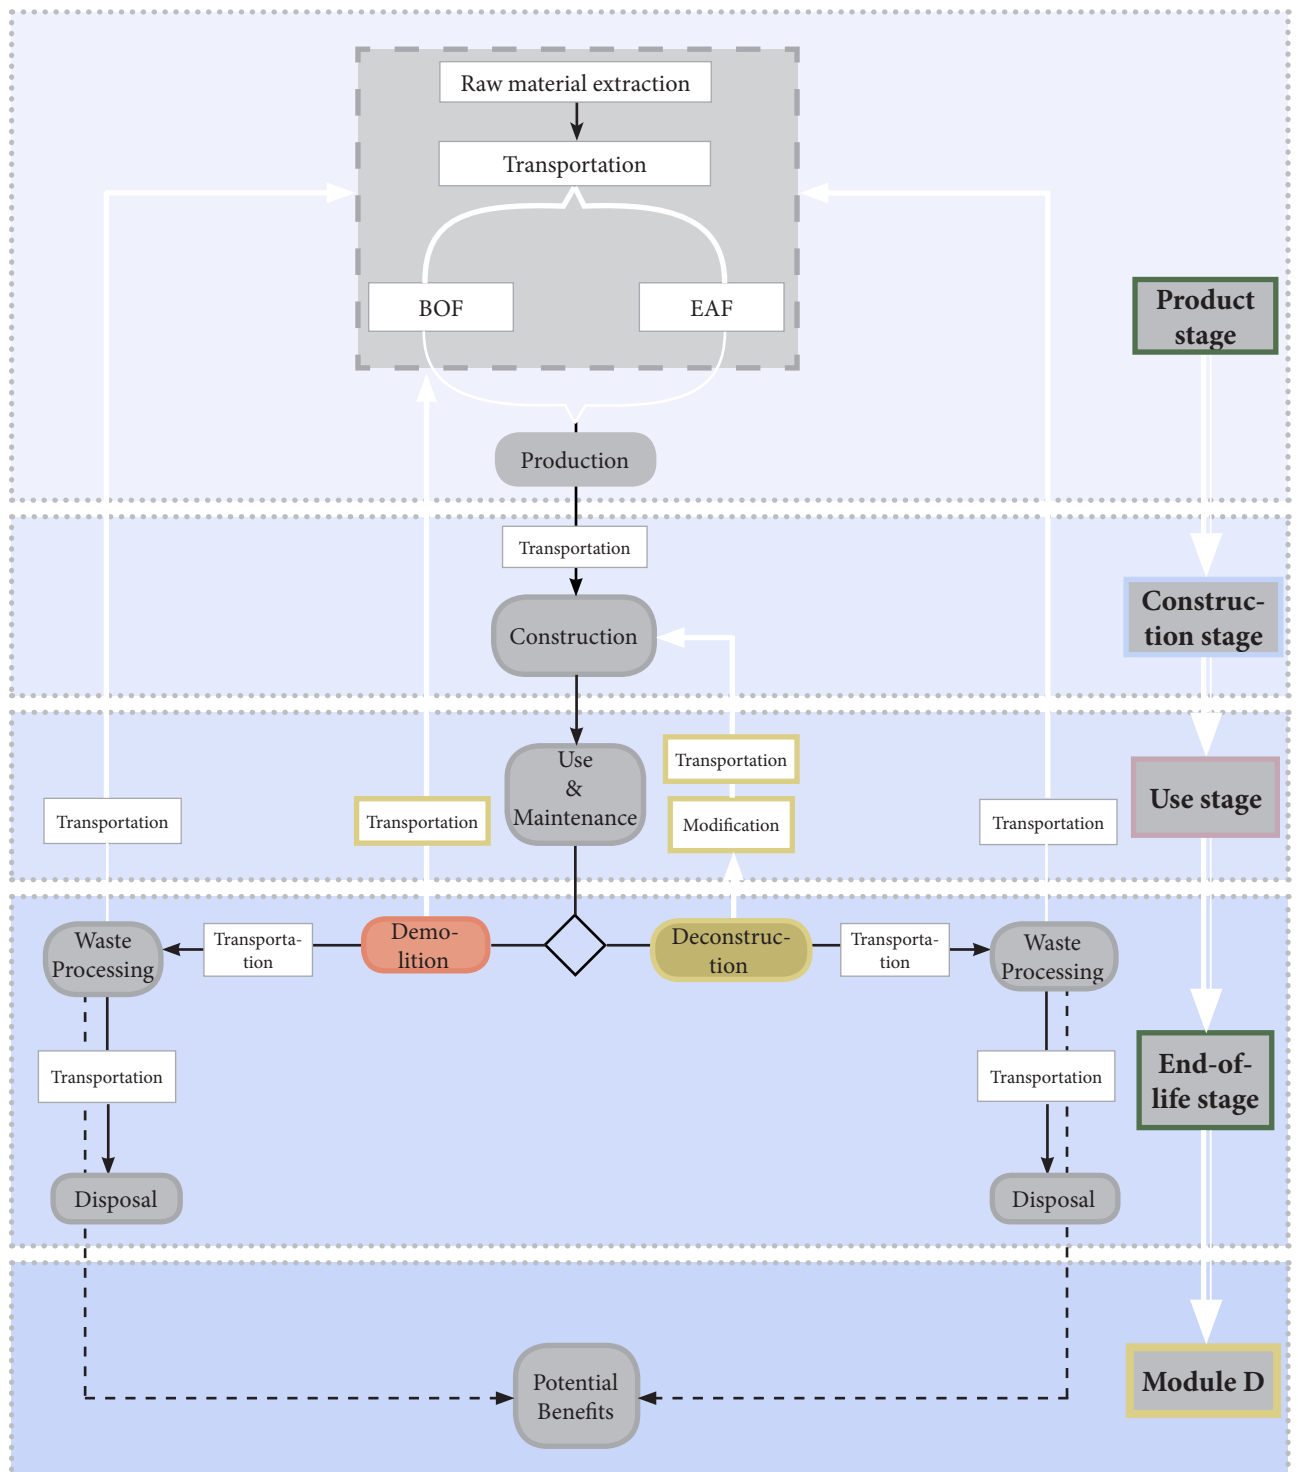 Raw material extraction
Transportation
BOF
EAF
Product
stage
Production
Transportation
Construction
Construc-
tion stage
Use
&
Maintenance
Transportation
Modification
Transportation
Transportation
Transportation
Use stage
Waste
Processing
Transporta-
tion
Demo-
lition
Deconstruc-
tion
Transporta-
tion
Waste
Processing
Transportation
Transportation
End-of-
life stage
Disposal
Disposal
Potential
Benefits
Module D